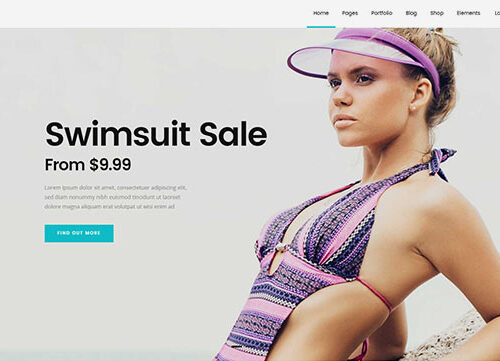 Home Pages Portfolio Blog Shop Elements
Swimsuit Sale
From $9.99
Lorem ipsum dolor sit amet, consectetuer adipiscing elit,
sed diam nonummy nibh euismod tincidunt ut laoreet
dolore magna aliquam erat volutpat ut wisi enim ad
FIND OUT MORE